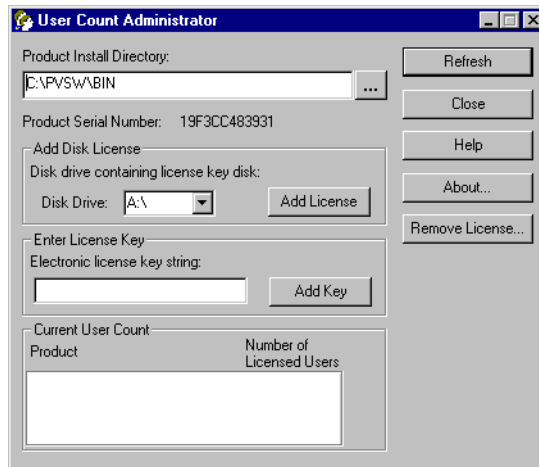 User Count Administrator
Product Install Directory:
C:\PVSW\BIN
...
Product Serial Number: 19F3CC483931
Add Disk License
Disk drive containing license key disk:
Disk Drive: A:\
Add License
Enter License Key
Electronic license key string:
Add Key
Current User Count
Product
Number of
Licensed Users
Refresh
Close
Help
About...
Remove License...